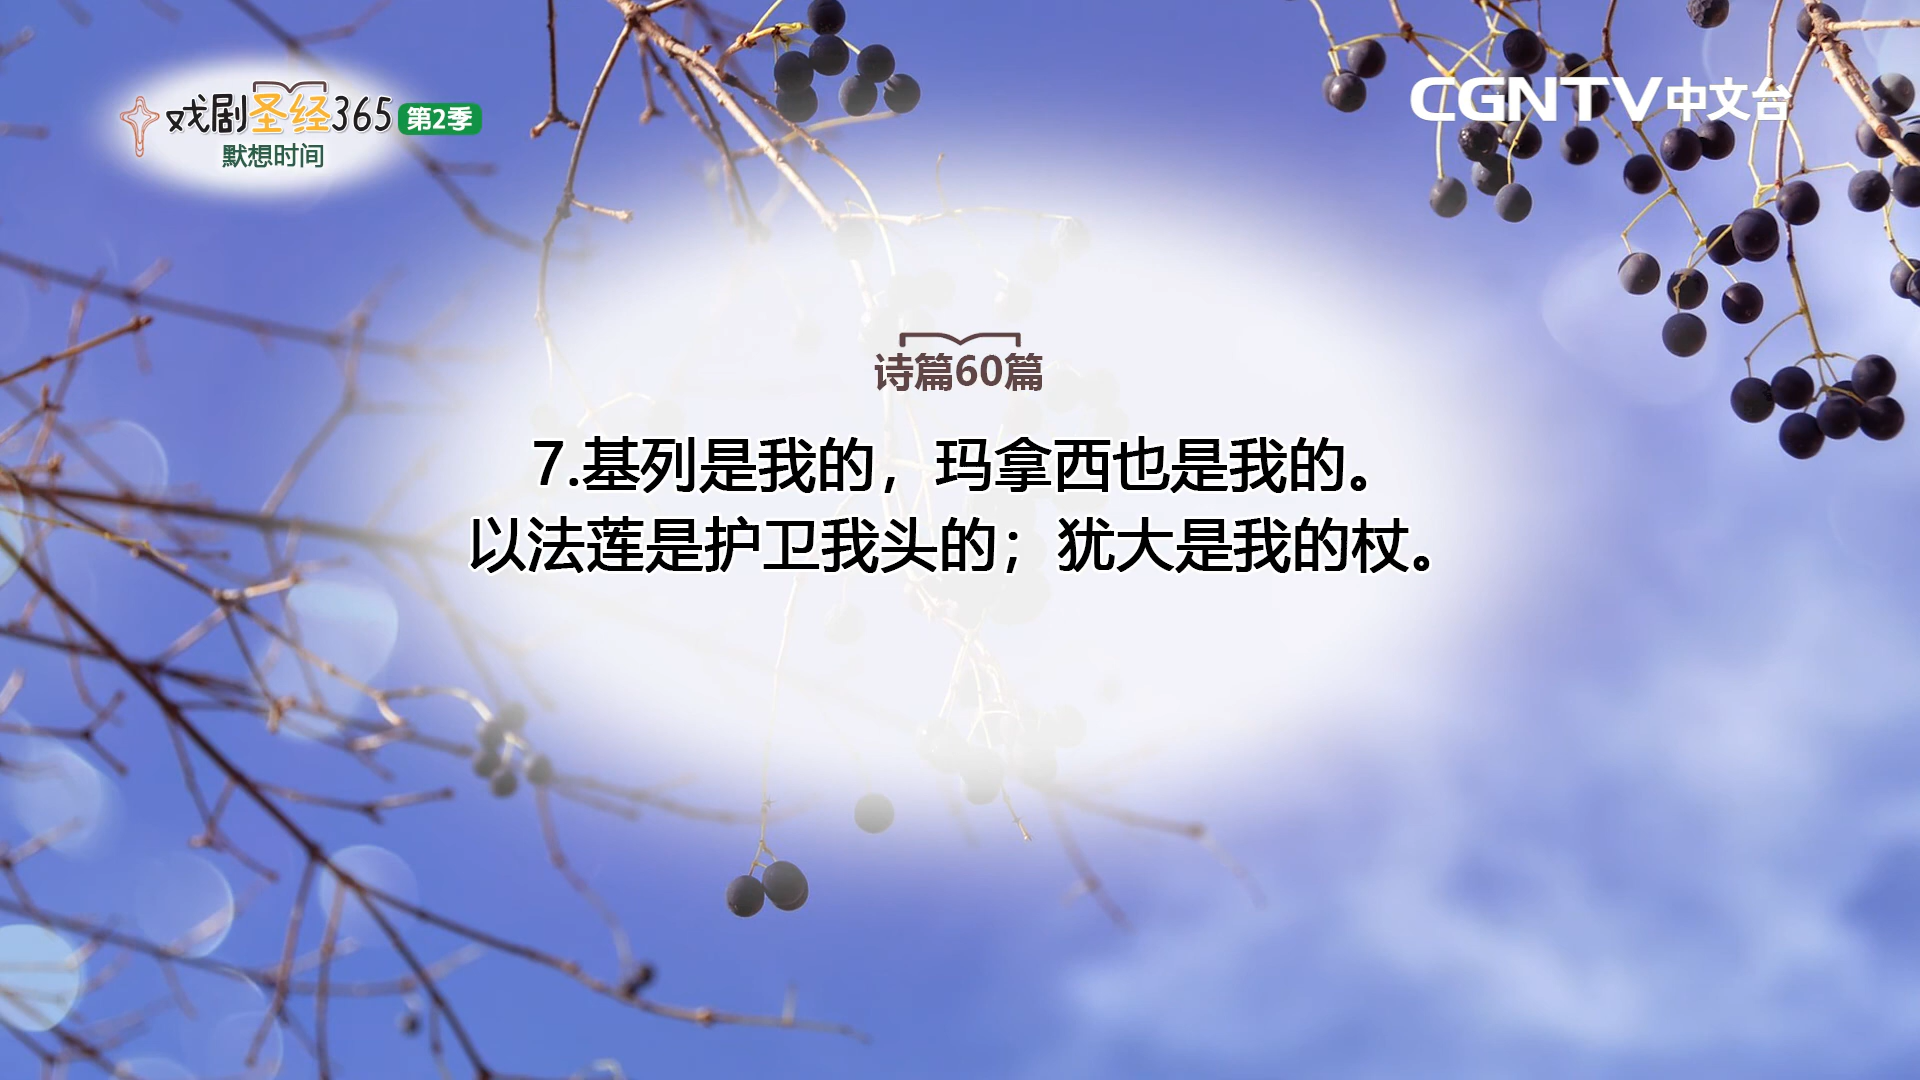 戏剧圣经365 第2季
默想时间
CGNTV中文台
诗篇60篇
7.基列是我的，玛拿西也是我的。
以法莲是护卫我头的；犹大是我的杖。